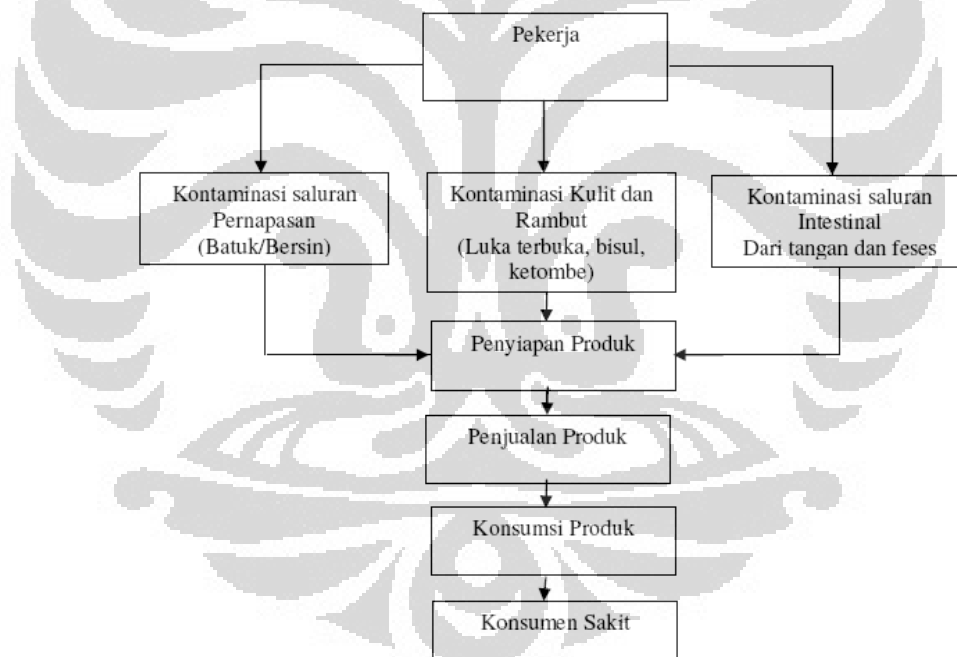 Pekerja
Kontaminasi saluran
Pernapasan
(Batuk/Bersin)
Kontaminasi Kulit dan
Rambut
(Luka terbuka, bisul,
ketombe)
Kontaminasi saluran
Intestinal
Dari tangan dan feses
Penyiapan Produk
Penjualan Produk
Konsumsi Produk
Konsumen Sakit